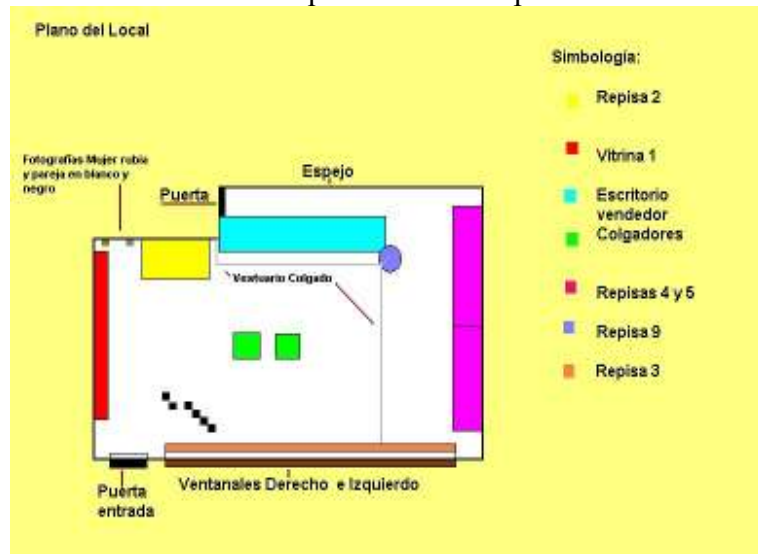 Plano del Local
Simbología:
Repisa 2
Fotografías Mujer rubia
y pareja en blanco y
negro
Espejo
Puerta
Vitrina 1
Escritorio
vendedor
Colgadores
Vestuario Colgado
Repisas 4 y 5
Repisa 9
Repisa 3
Puerta
entrada
Ventanales Derecho e Izquierdo